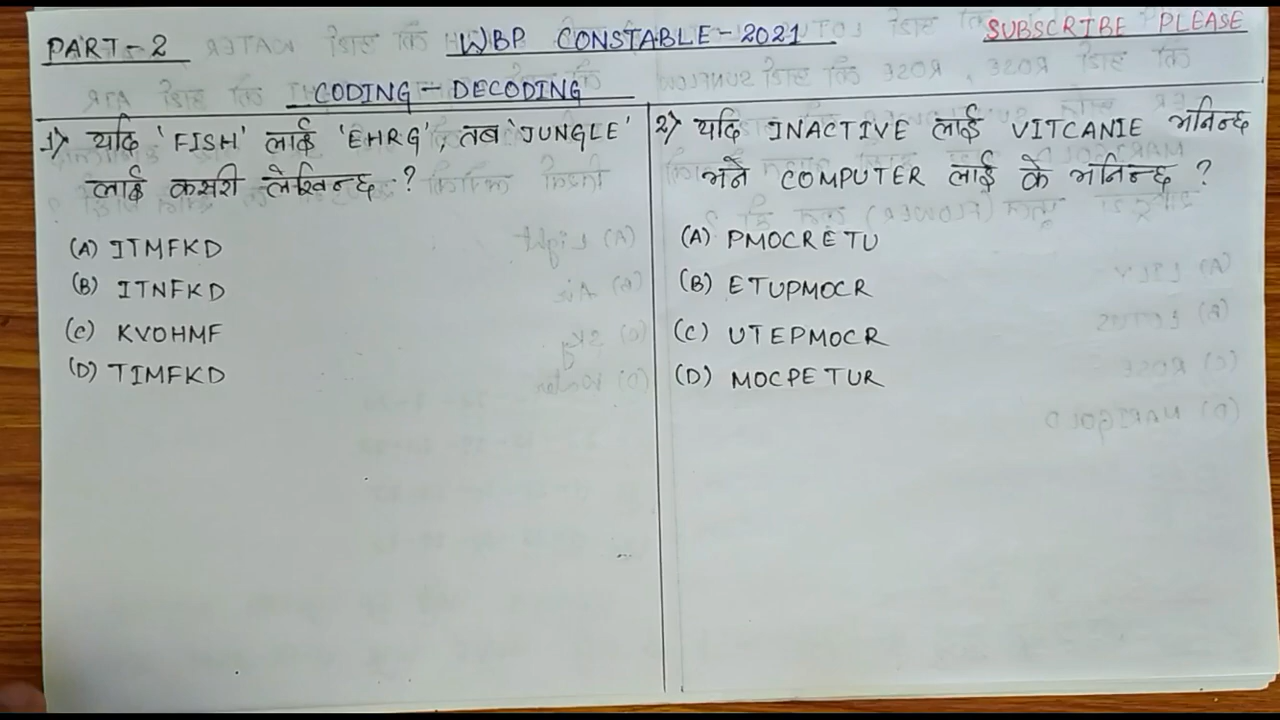 PART-2 WBP CONSTABLE-2021 SUBSCRIBE PLEASE
CODING-DECODING
1) यदि 'FISH' लाई 'EHRG', तब 'JUNGLE'
लाई कसरी लेखिन्छ ?
(A) ITMFKD
(B) ITNFKD
(C) KVOHMF
(D) TIMFKD
2) यदि INACTIVE लाई VITCANIE भनिन्छ
भने COMPUTER लाई के भनिन्छ ?
(A) PMOCRETU
(B) ETUPMOCR
(C) UTEPMOCR
(D) MOCPETUR